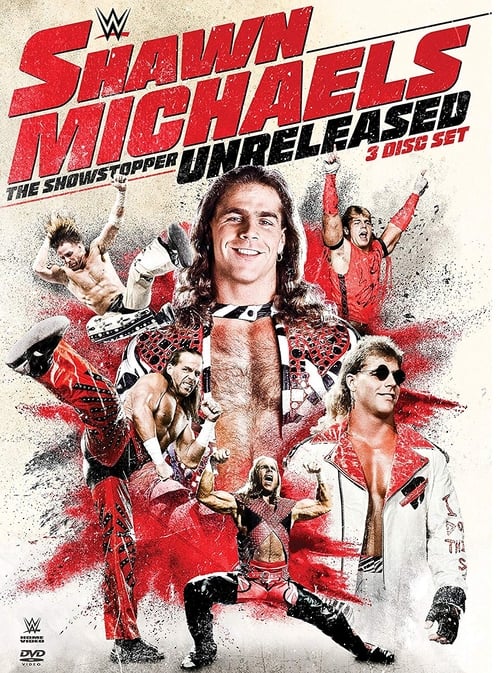 W
SHAWN
MICHAELS
THE SHOWSTOPPER UNRELEASED
3 DISC SET
W
HOME
VIDEO
DVD
VIDEO